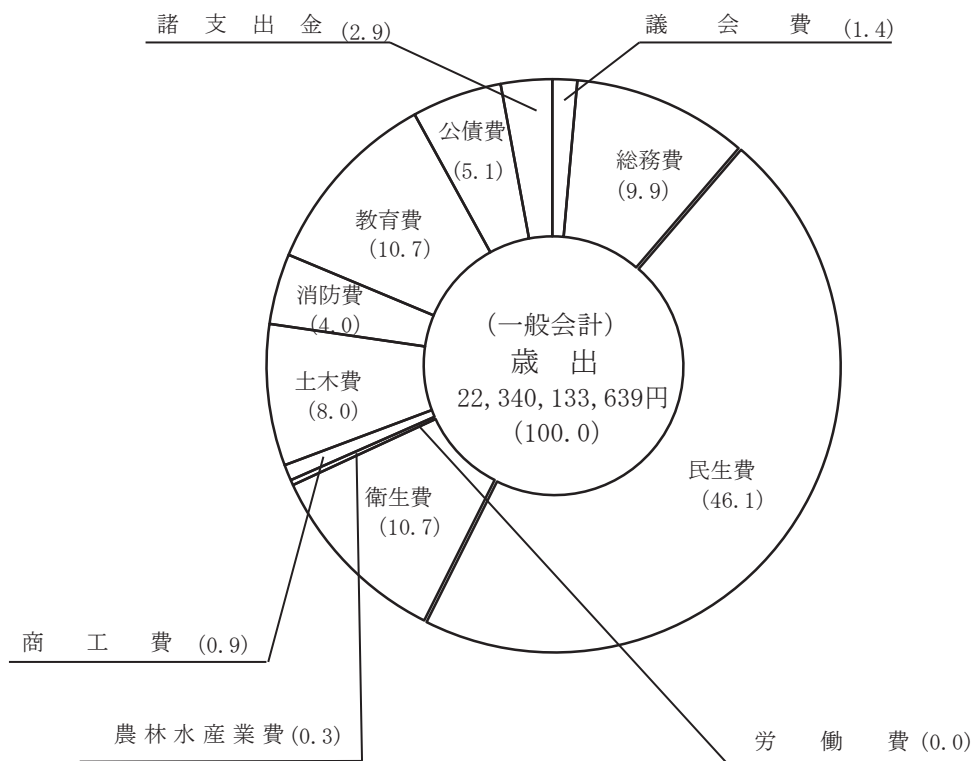 諸支出金 (2.9)
議会費 (1.4)
公債費
(5.1)
総務費
(9.9)
教育費
(10.7)
消防費
(4.0)
(一般会計)
歳出
22,340,133,639円
(100.0)
土木費
(8.0)
民生費
(46.1)
衛生費
(10.7)
商工費 (0.9)
農林水産業費(0.3)
労働費(0.0)